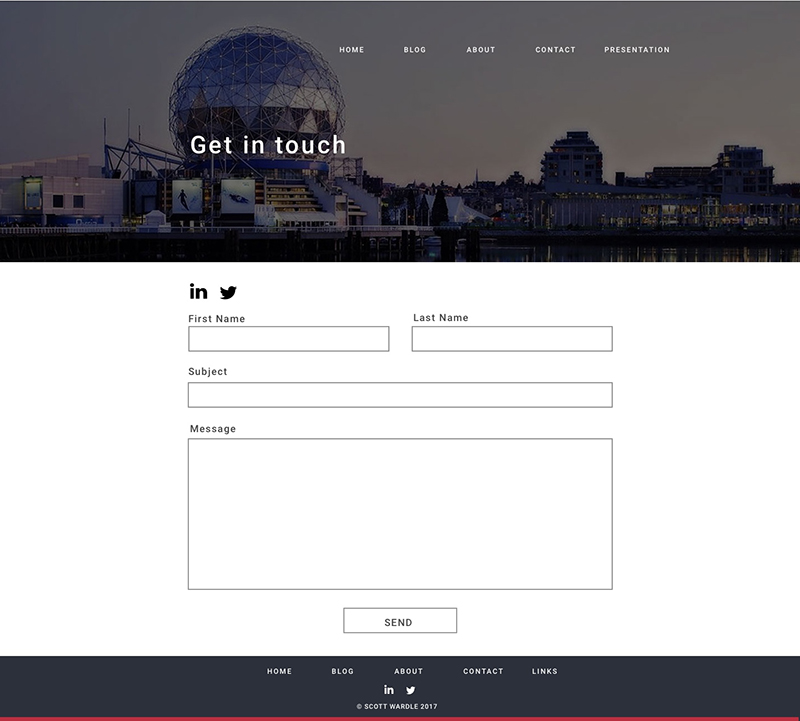 HOME BLOG ABOUT CONTACT PRESENTATION
Get in touch
in
First Name Last Name
Subject
Message
SEND
HOME BLOG ABOUT CONTACT LINKS
in
© SCOTT WARDLE 2017